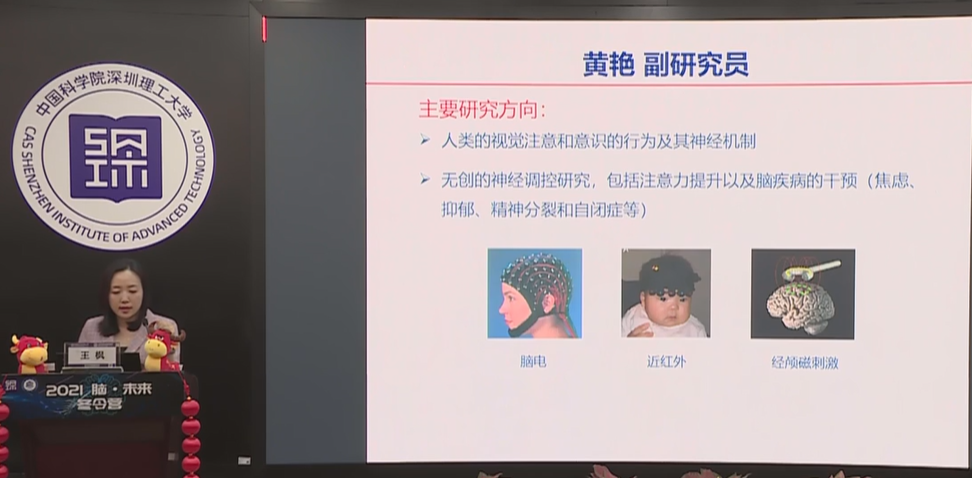 黄艳 副研究员
主要研究方向：
➢ 人类的视觉注意和意识的行为及其神经机制
➢ 无创的神经调控研究，包括注意力提升以及脑疾病的干预（焦虑、
抑郁、精神分裂和自闭症等）
脑电
近红外
经颅磁刺激
中国科学院深圳理工大学
CAS SHENZHEN INSTITUTE OF ADVANCED TECHNOLOGY
王枫
2021 脑·未来
冬令营